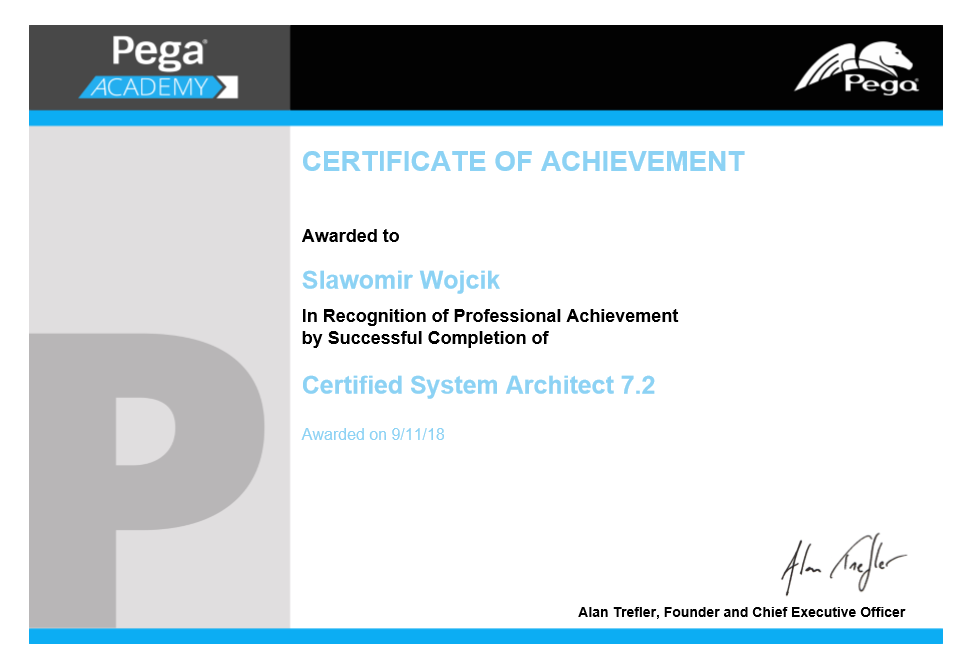 Pega®
ACADEMY
Pega®
CERTIFICATE OF ACHIEVEMENT
Awarded to
Slawomir Wojcik
In Recognition of Professional Achievement
by Successful Completion of
Certified System Architect 7.2
Awarded on 9/11/18
Alan Trefler
Alan Trefler, Founder and Chief Executive Officer
P